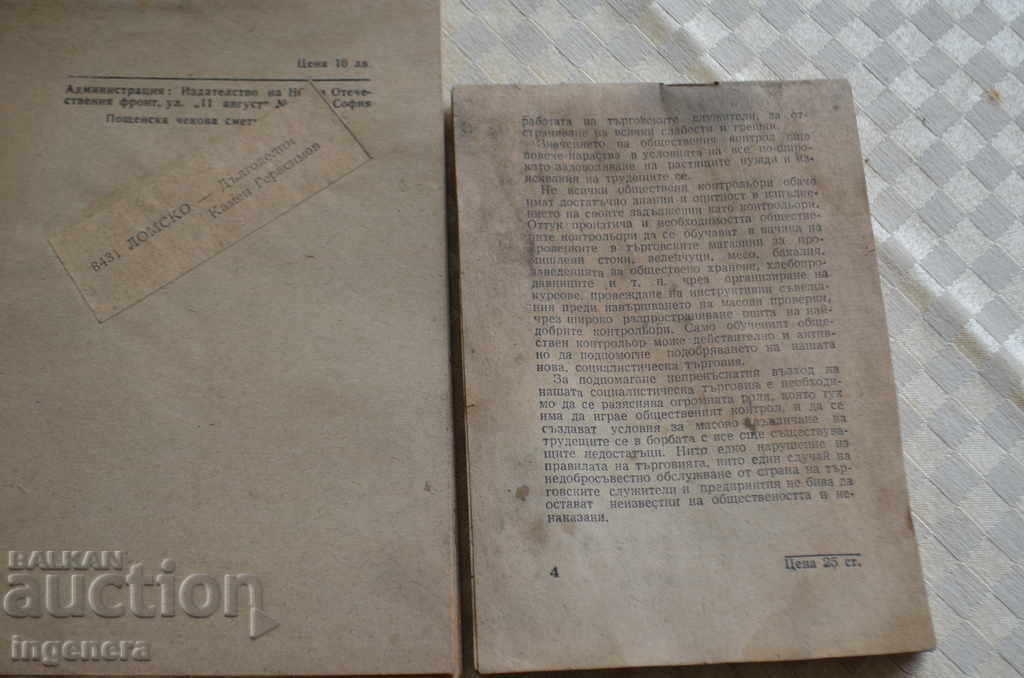 Цена 10 лв
Администрация: Издателство на Н Отече-
ствения фронт, ул. „11 август" № София
Пощенска чекова смет
8431 ЛОМСКО — Дългоделци
Камен Герасимов
работата на търговските служители, за от-
страняване на всички слабости и грешки.
Значението на обществения контрол още
повече нараства в условията на все по-широ-
кото задоволяване на растящите нужди и из-
исквания на трудещите се.
Не всички обществени контрольори обаче
имат достатъчно знания и опитност в изпълне-
нието на своите задължения като контрольори.
Оттук произтича и необходимостта обществе-
ните контрольори да се обучават в начина на
проверките в търговските магазини за про-
мишлени стоки, зеленчуци, месо, бакалия,
заведенията за обществено хранене, хлебопро-
давниците и т. н. чрез организиране на
курсове, провеждане на инструктивни съвеща-
ния преди извършването на масови проверки,
чрез широко разпространяване опита на най-
добрите контрольори. Само обученият обще-
ствен контрольор може действително и актив-
но да подпомогне подобряването на нашата
нова, социалистическа търговия.
За подпомагане непрекъснатия възход на
нашата социалистическа търговия е необходи-
мо да се разяснява огромната роля, която тук
има да играе общественият контрол, и да се
създават условия за масово привличане на
трудещите се в борбата с все още съществува-
щите недостатъци. Нито едно нарушение на
правилата на търговията, нито един случай на
недобросъвестно обслужване от страна на тър-
говските служители и предприятия не бива да
остават неизвестни на обществеността и не-
наказани.
4
Цена 25 ст.
BALKAN
auction
ingenera